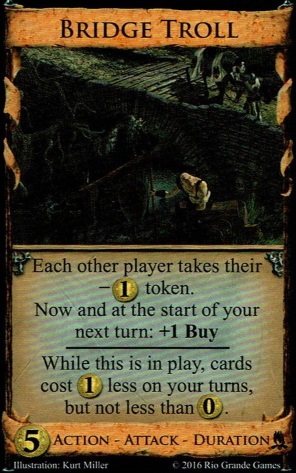 BRIDGE TROLL
Each other player takes their
–1 token.
Now and at the start of your
next turn: +1 Buy
While this is in play, cards
cost 1 less on your turns,
but not less than 0.
5 ACTION - ATTACK - DURATION
Illustration: Kurt Miller © 2016 Rio Grande Games